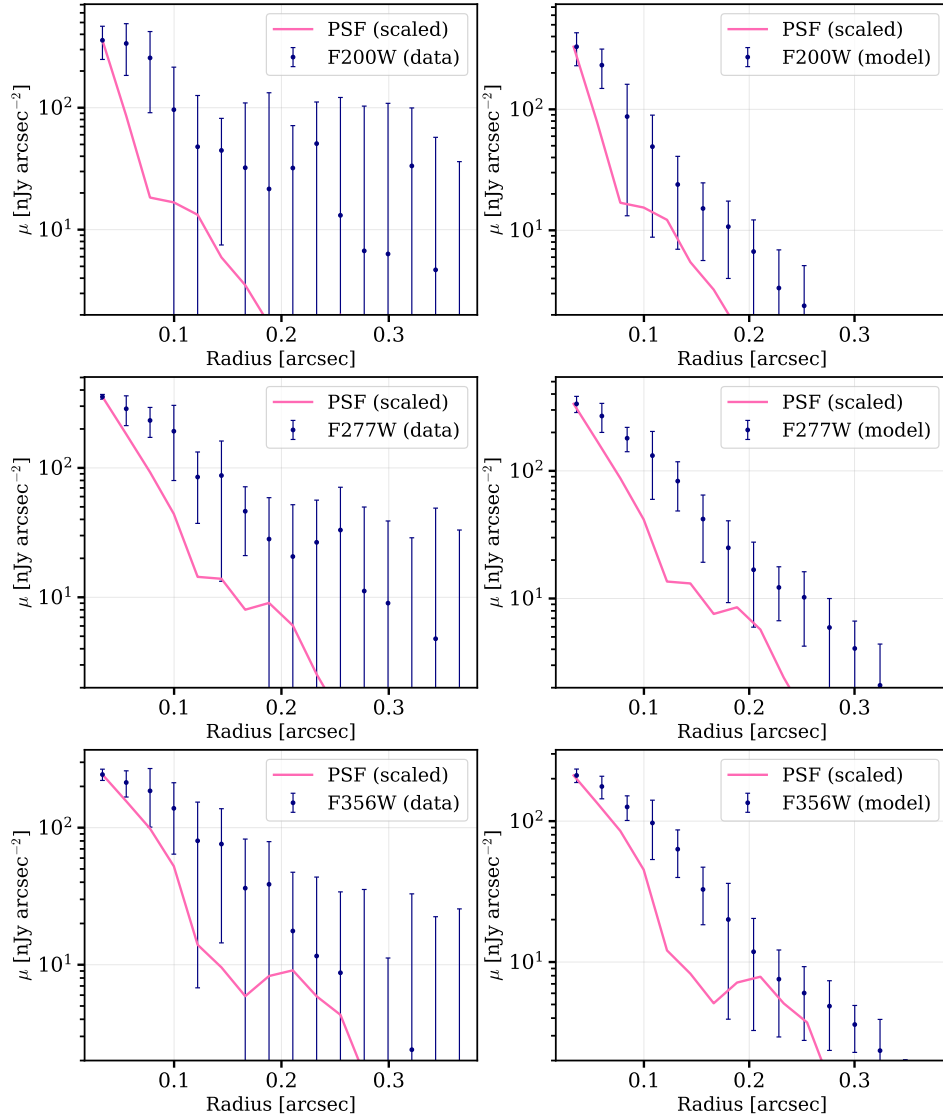 PSF (scaled)
F200W (data)
μ [nJy arcsec⁻²]
10²
10¹
0.1 0.2 0.3
Radius [arcsec]
PSF (scaled)
F200W (model)
μ [nJy arcsec⁻²]
10²
10¹
0.1 0.2 0.3
Radius [arcsec]
PSF (scaled)
F277W (data)
μ [nJy arcsec⁻²]
10²
10¹
0.1 0.2 0.3
Radius [arcsec]
PSF (scaled)
F277W (model)
μ [nJy arcsec⁻²]
10²
10¹
0.1 0.2 0.3
Radius [arcsec]
PSF (scaled)
F356W (data)
μ [nJy arcsec⁻²]
10²
10¹
0.1 0.2 0.3
Radius [arcsec]
PSF (scaled)
F356W (model)
μ [nJy arcsec⁻²]
10²
10¹
0.1 0.2 0.3
Radius [arcsec]